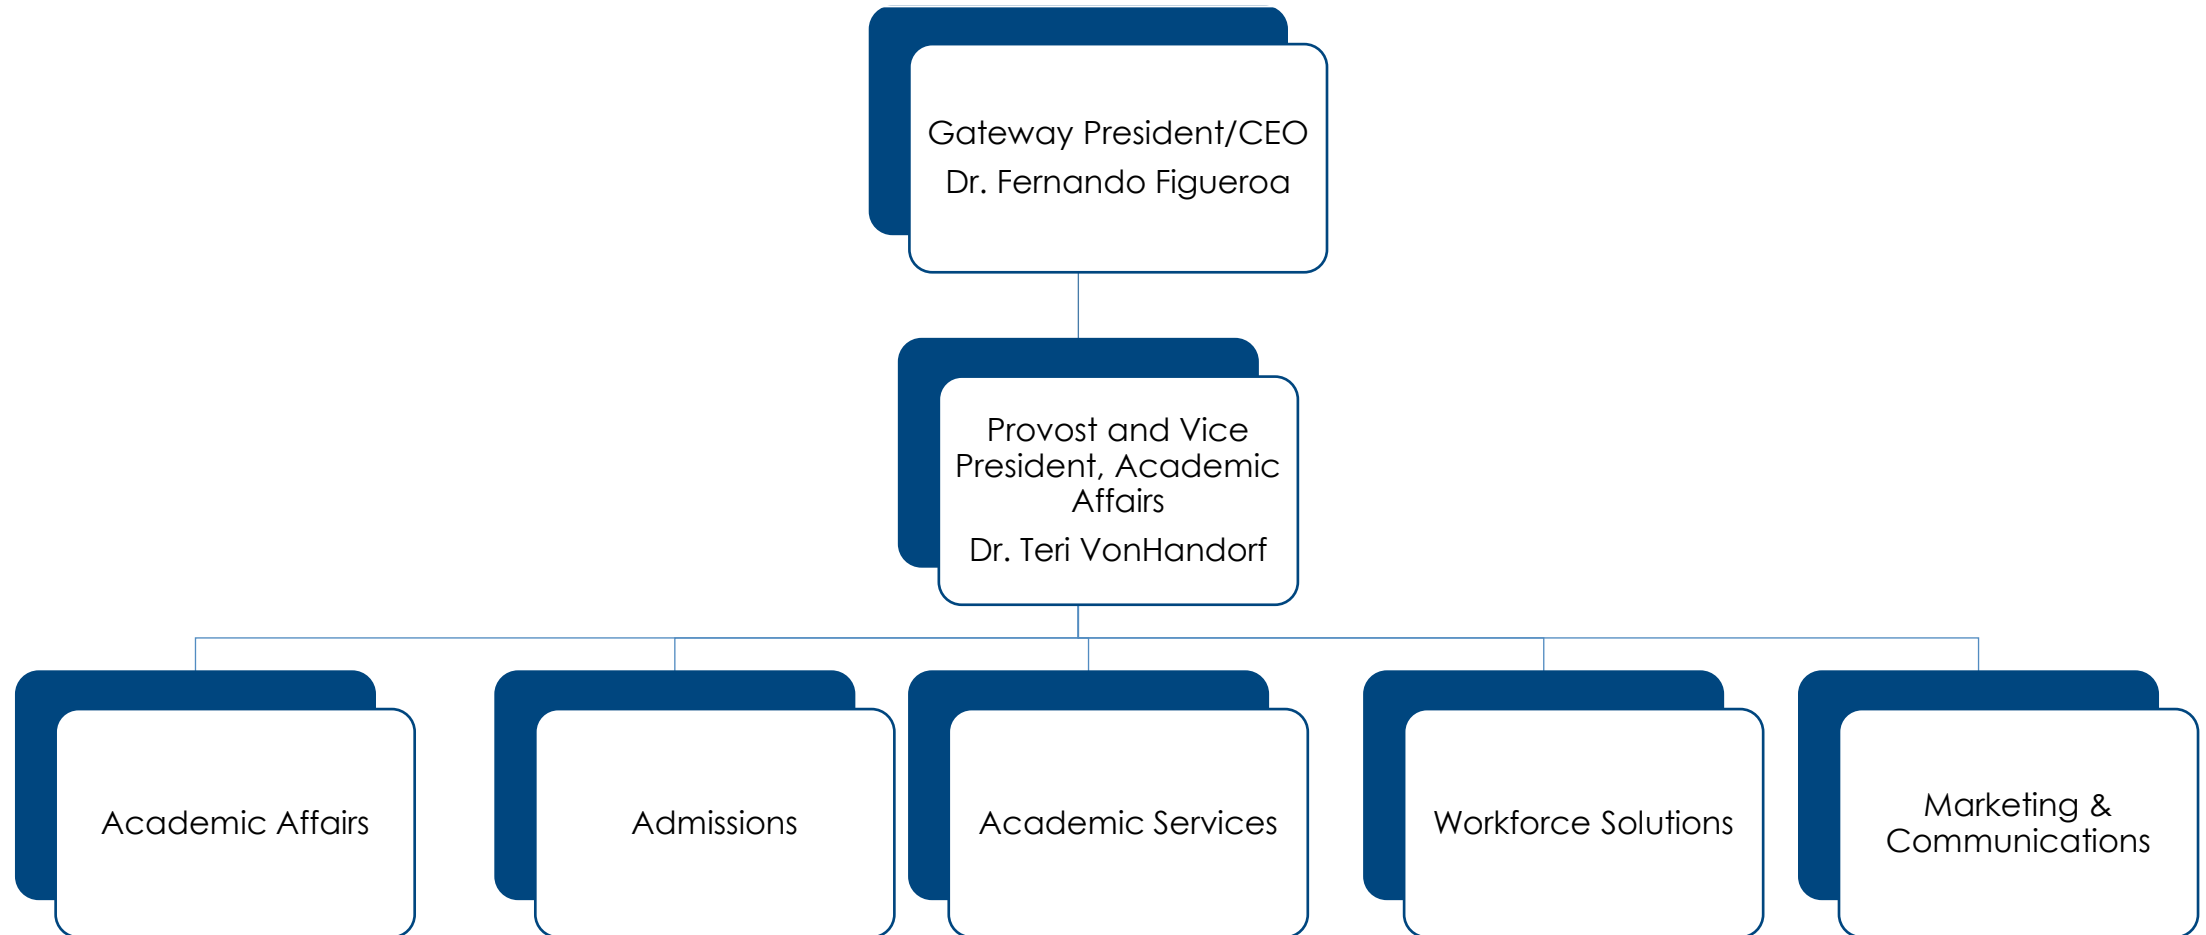 Gateway President/CEO
Dr. Fernando Figueroa
Provost and Vice
President, Academic
Affairs
Dr. Teri VonHandorf
Academic Affairs
Admissions
Academic Services
Workforce Solutions
Marketing &
Communications